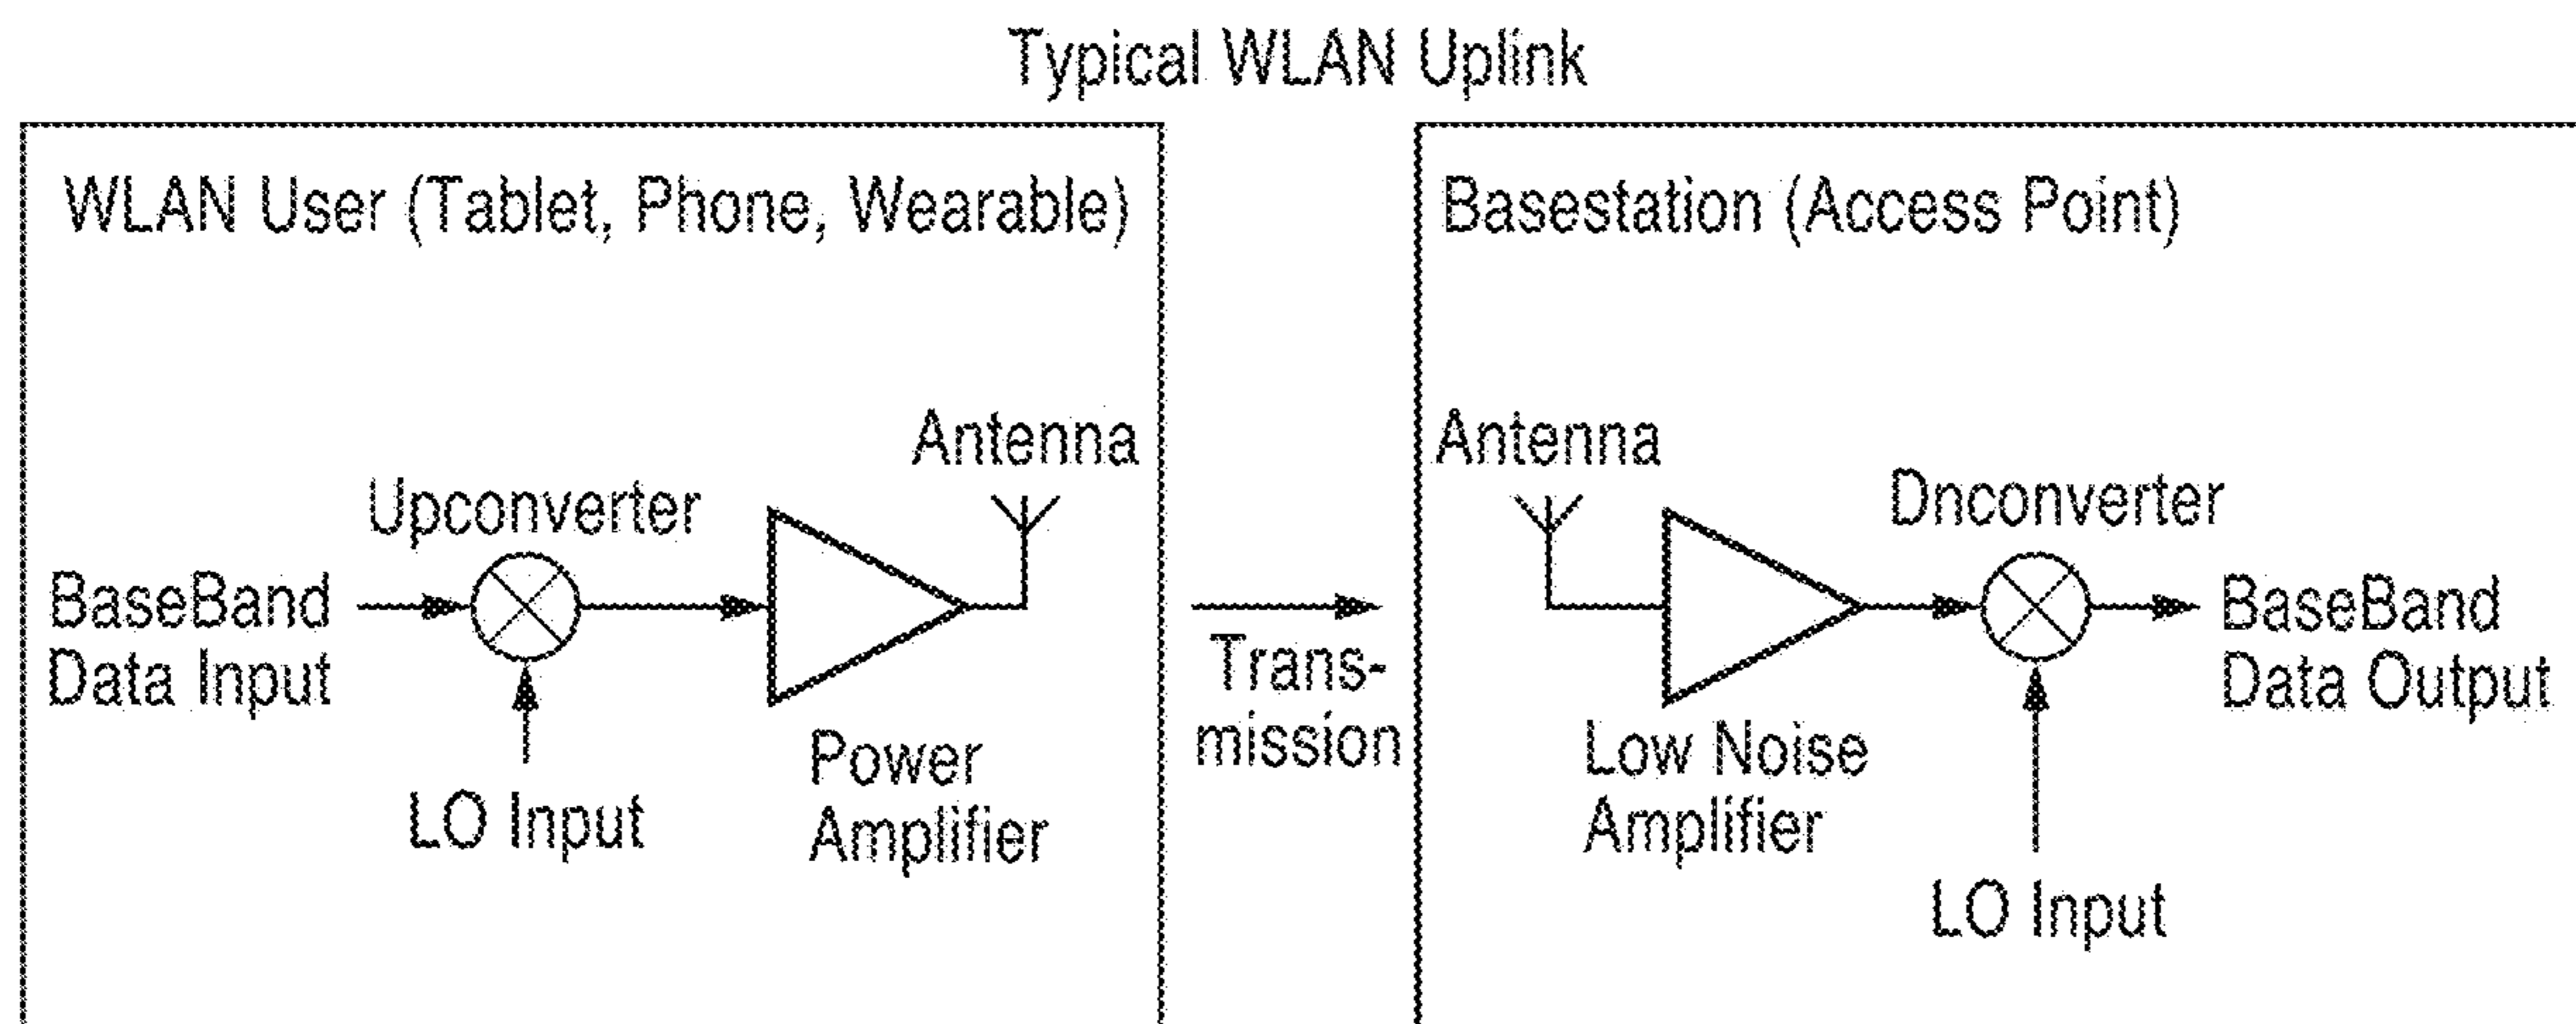 Typical WLAN Uplink
WLAN User (Tablet, Phone, Wearable)
Antenna
Upconverter
BaseBand
Data Input
LO Input
Power
Amplifier
Trans-
mission
Basestation (Access Point)
Antenna
Dnconverter
Low Noise
Amplifier
LO Input
BaseBand
Data Output